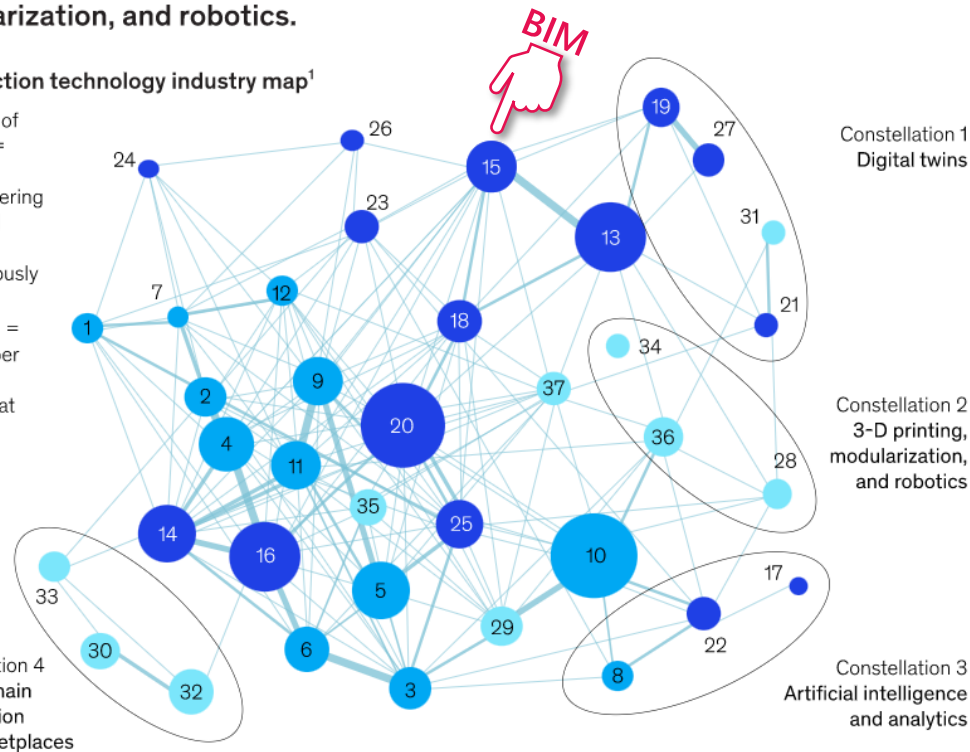 arization, and robotics.
BIM
ction technology industry map¹
of
ering
ously
=
per
at
Constellation 1
Digital twins
Constellation 2
3-D printing,
modularization,
and robotics
Constellation 3
Artificial intelligence
and analytics
tion 4
hain
ion
etplaces
26
24
19
27
15
23
31
13
7
12
21
1
18
34
9
37
2
20
36
4
11
28
35
25
14
16
10
17
33
5
29
22
30
6
8
32
3